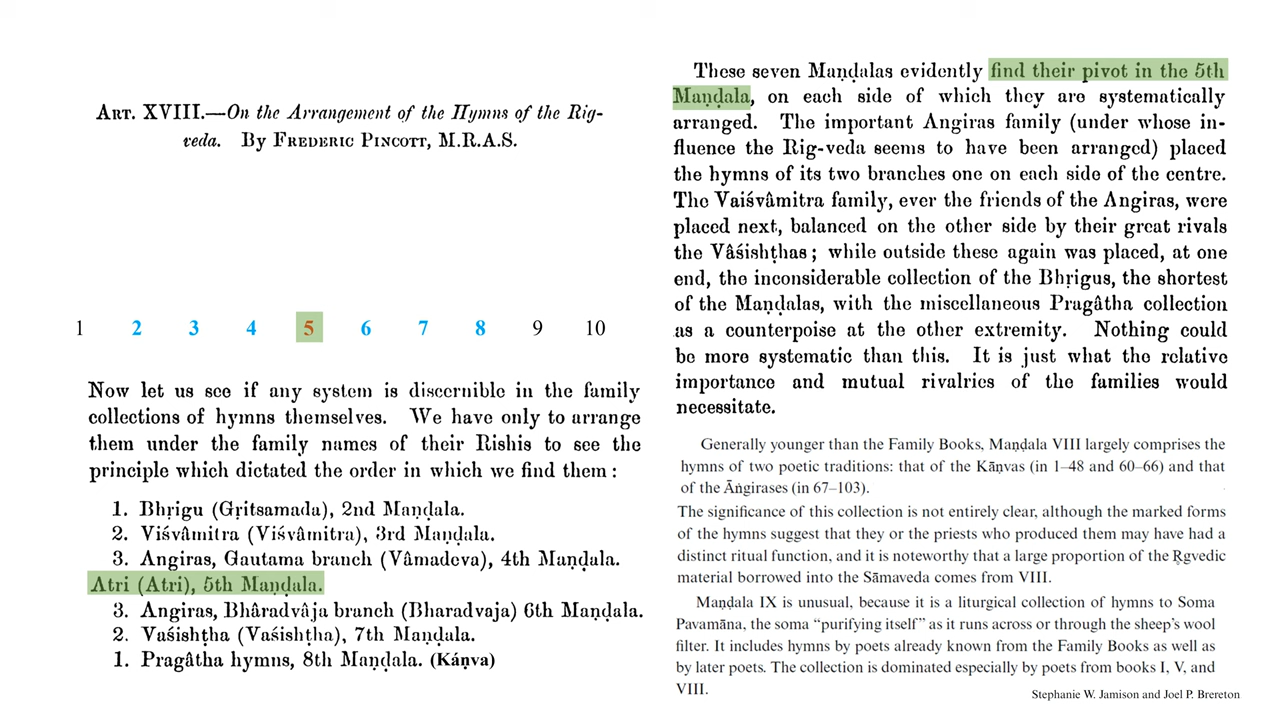 ART. XVIII.—On the Arrangement of the Hymns of the Rig-
veda. By FREDERIC PINCOTT, M.R.A.S.
1 2 3 4 5 6 7 8 9 10
Now let us see if any system is discernible in the family
collections of hymns themselves. We have only to arrange
them under the family names of their Rishis to see the
principle which dictated the order in which we find them :
1. Bhṛigu (Gṛitsamada), 2nd Maṇḍala.
2. Viśvâmitra (Viśvâmitra), 3rd Maṇḍala.
3. Angiras, Gautama branch (Vâmadeva), 4th Maṇḍala.
Atri (Atri), 5th Maṇḍala.
3. Angiras, Bhâradvâja branch (Bharadvaja) 6th Maṇḍala.
2. Vaśishṭha (Vaśishṭha), 7th Maṇḍala.
1. Pragâtha hymns, 8th Maṇḍala. (Káṇva)
These seven Maṇḍalas evidently find their pivot in the 5th
Maṇḍala, on each side of which they are systematically
arranged. The important Angiras family (under whose in-
fluence the Rig-veda seems to have been arranged) placed
the hymns of its two branches one on each side of the centre.
The Vaiśvâmitra family, ever the friends of the Angiras, were
placed next, balanced on the other side by their great rivals
the Vâśishṭhas ; while outside these again was placed, at one
end, the inconsiderable collection of the Bhṛigus, the shortest
of the Maṇḍalas, with the miscellaneous Pragâtha collection
as a counterpoise at the other extremity. Nothing could
be more systematic than this. It is just what the relative
importance and mutual rivalries of the families would
necessitate.
Generally younger than the Family Books, Maṇḍala VIII largely comprises the
hymns of two poetic traditions: that of the Kāṇvas (in 1–48 and 60–66) and that
of the Āṅgirases (in 67–103).
The significance of this collection is not entirely clear, although the marked forms
of the hymns suggest that they or the priests who produced them may have had a
distinct ritual function, and it is noteworthy that a large proportion of the Ṛgvedic
material borrowed into the Sāmaveda comes from VIII.
Maṇḍala IX is unusual, because it is a liturgical collection of hymns to Soma
Pavamāna, the soma “purifying itself” as it runs across or through the sheep’s wool
filter. It includes hymns by poets already known from the Family Books as well as
by later poets. The collection is dominated especially by poets from books I, V, and
VIII.
Stephanie W. Jamison and Joel P. Brereton